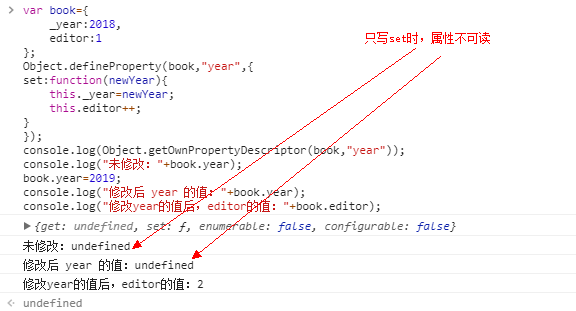 var book={
_year:2018,
editor:1
};
只写set时，属性不可读
Object.defineProperty(book,"year",{
set:function(newYear){
this._year=newYear;
this.editor++;
}
});
console.log(Object.getOwnPropertyDescriptor(book,"year"));
console.log("未修改："+book.year);
book.year=2019;
console.log("修改后 year 的值："+book.year);
console.log("修改year的值后，editor的值："+book.editor);
{get: undefined, set: ƒ, enumerable: false, configurable: false}
未修改：undefined
修改后 year 的值：undefined
修改year的值后，editor的值：2
undefined